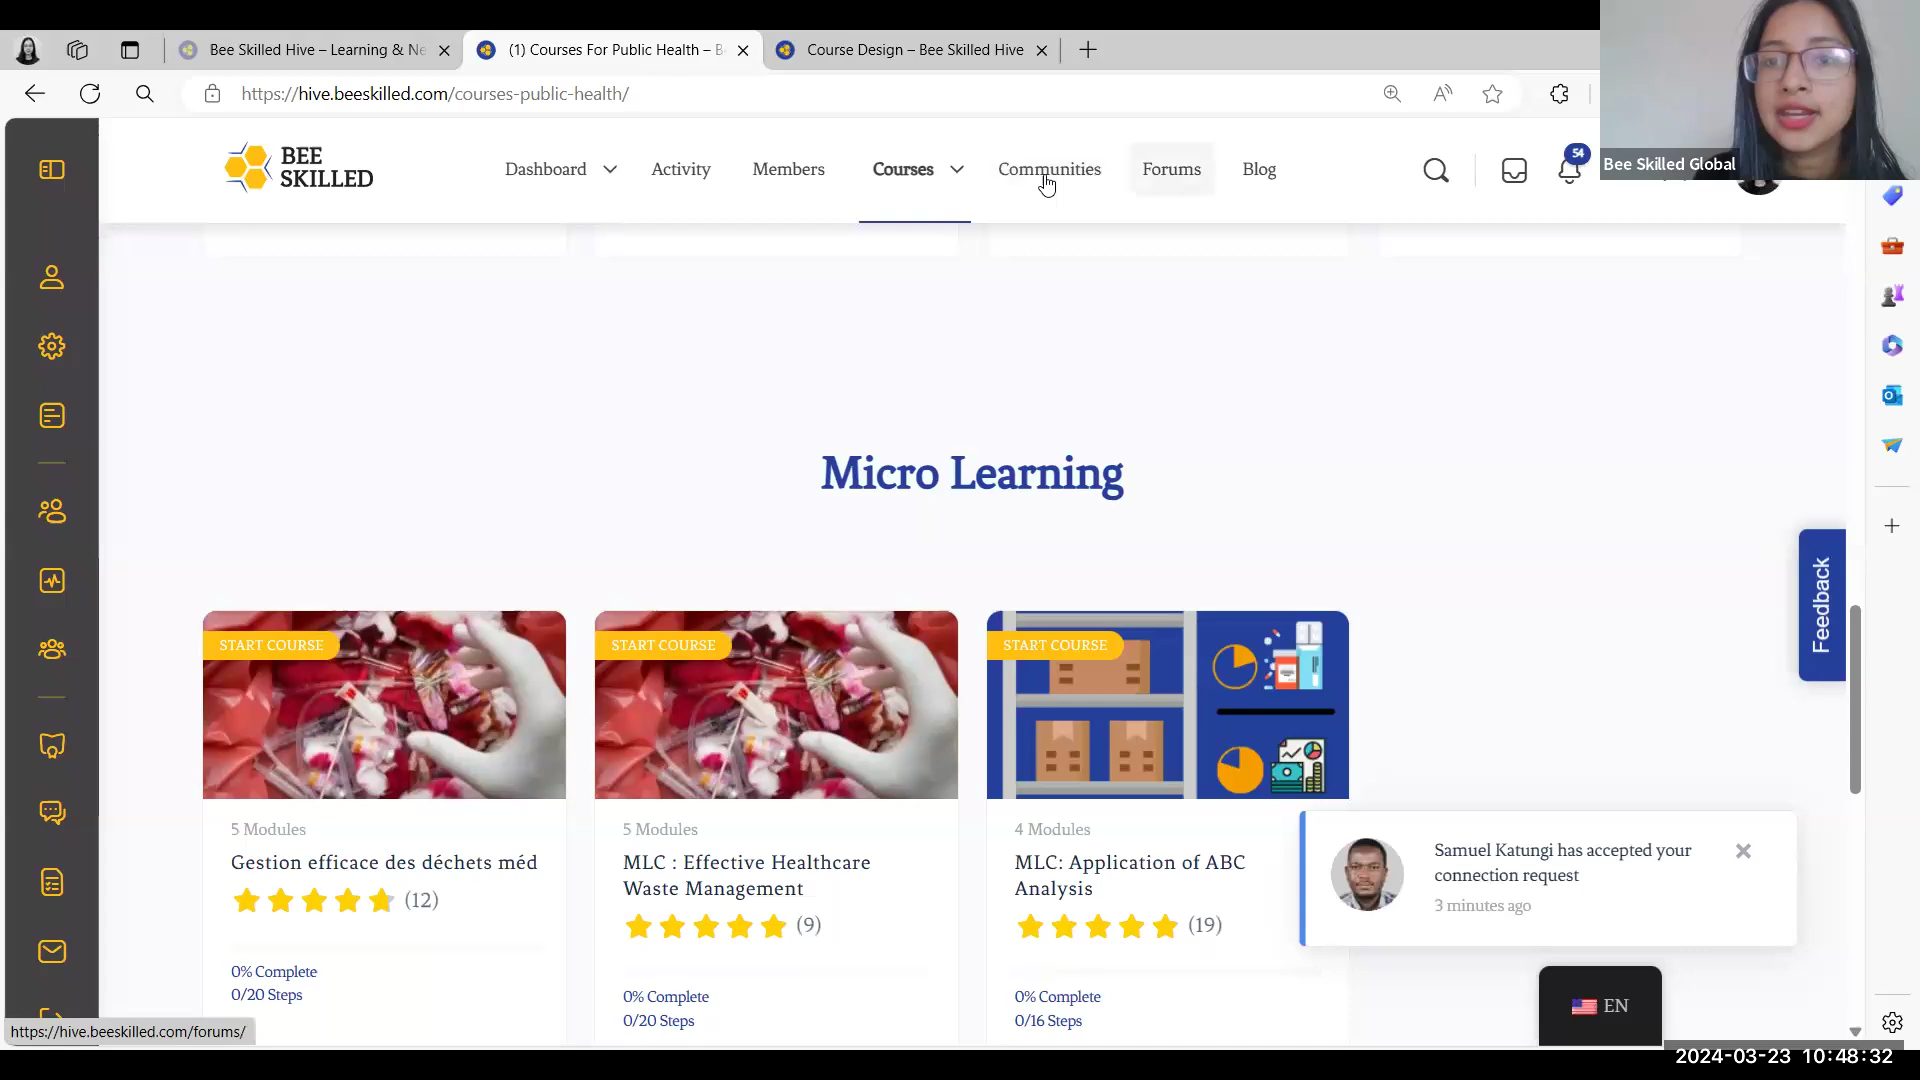 Bee Skilled Hive – Learning & Ne
(1) Courses For Public Health – B
Course Design – Bee Skilled Hive
https://hive.beeskilled.com/courses-public-health/
BEE
SKILLED
Dashboard
Activity
Members
Courses
Communities
Forums
Blog
54
Bee Skilled Global
Micro Learning
Feedback
START COURSE
START COURSE
START COURSE
5 Modules
Gestion efficace des déchets méd
(12)
0% Complete
0/20 Steps
5 Modules
MLC : Effective Healthcare
Waste Management
(9)
0% Complete
0/20 Steps
4 Modules
MLC: Application of ABC
Analysis
(19)
0% Complete
0/16 Steps
Samuel Katungi has accepted your
connection request
3 minutes ago
EN
https://hive.beeskilled.com/forums/
2024-03-23 10:48:32